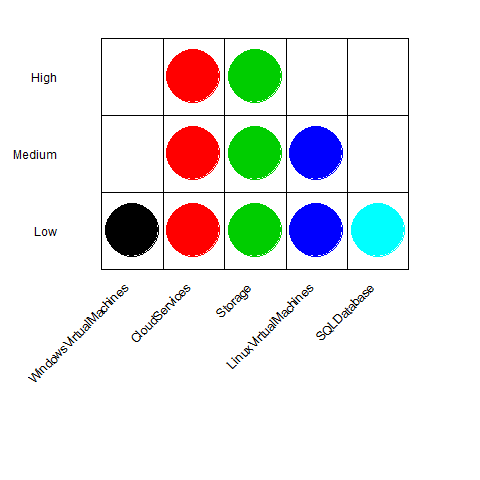 High
Medium
Low
WindowsVirtualMachines
CloudServices
Storage
LinuxVirtualMachines
SQLDatabase